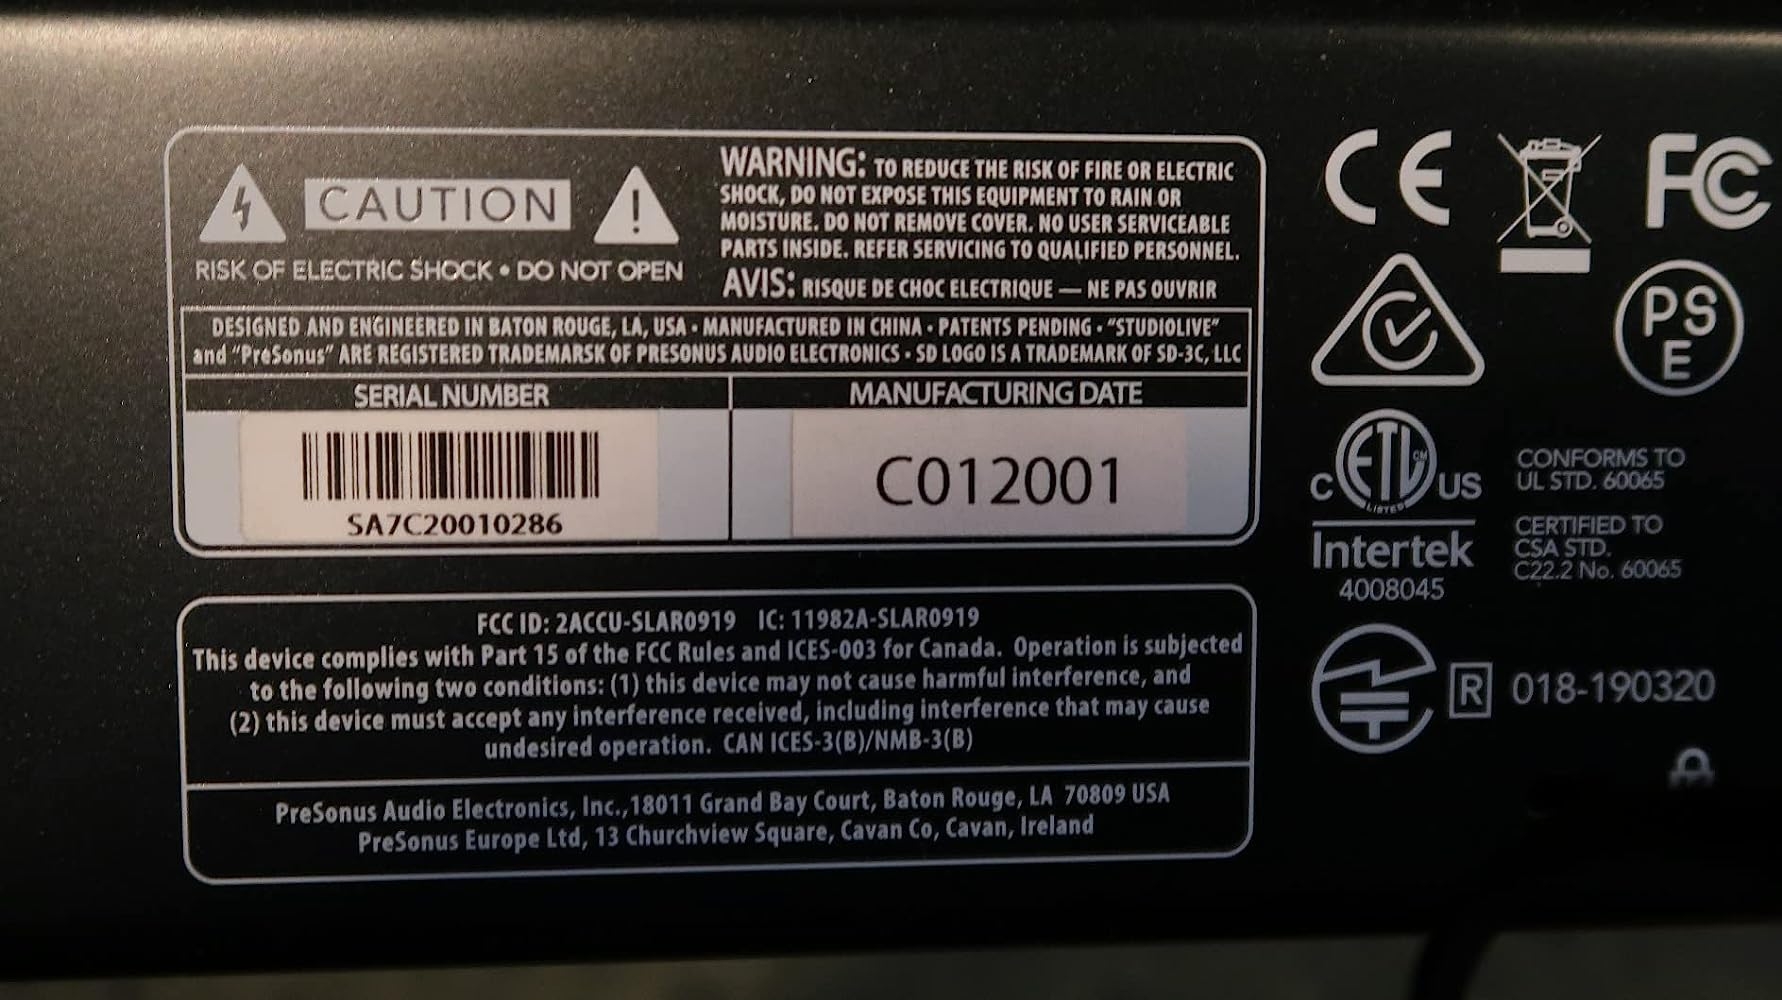 CAUTION
RISK OF ELECTRIC SHOCK • DO NOT OPEN
WARNING: TO REDUCE THE RISK OF FIRE OR ELECTRIC
SHOCK, DO NOT EXPOSE THIS EQUIPMENT TO RAIN OR
MOISTURE. DO NOT REMOVE COVER. NO USER SERVICEABLE
PARTS INSIDE. REFER SERVICING TO QUALIFIED PERSONNEL.
AVIS: RISQUE DE CHOC ELECTRIQUE — NE PAS OUVRIR
DESIGNED AND ENGINEERED IN BATON ROUGE, LA, USA • MANUFACTURED IN CHINA • PATENTS PENDING • "STUDIOLIVE"
and "PreSonus" ARE REGISTERED TRADEMARSK OF PRESONUS AUDIO ELECTRONICS • SD LOGO IS A TRADEMARK OF SD-3C, LLC
SERIAL NUMBER
MANUFACTURING DATE
SA7C20010286
C012001
FCC ID: 2ACCU-SLAR0919 IC: 11982A-SLAR0919
This device complies with Part 15 of the FCC Rules and ICES-003 for Canada. Operation is subjected
to the following two conditions: (1) this device may not cause harmful interference, and
(2) this device must accept any interference received, including interference that may cause
undesired operation. CAN ICES-3(B)/NMB-3(B)
PreSonus Audio Electronics, Inc.,18011 Grand Bay Court, Baton Rouge, LA 70809 USA
PreSonus Europe Ltd, 13 Churchview Square, Cavan Co, Cavan, Ireland
CE
FC
PS
E
C ETL CM US
LISTED
Intertek
4008045
CONFORMS TO
UL STD. 60065
CERTIFIED TO
CSA STD.
C22.2 No. 60065
R 018-190320